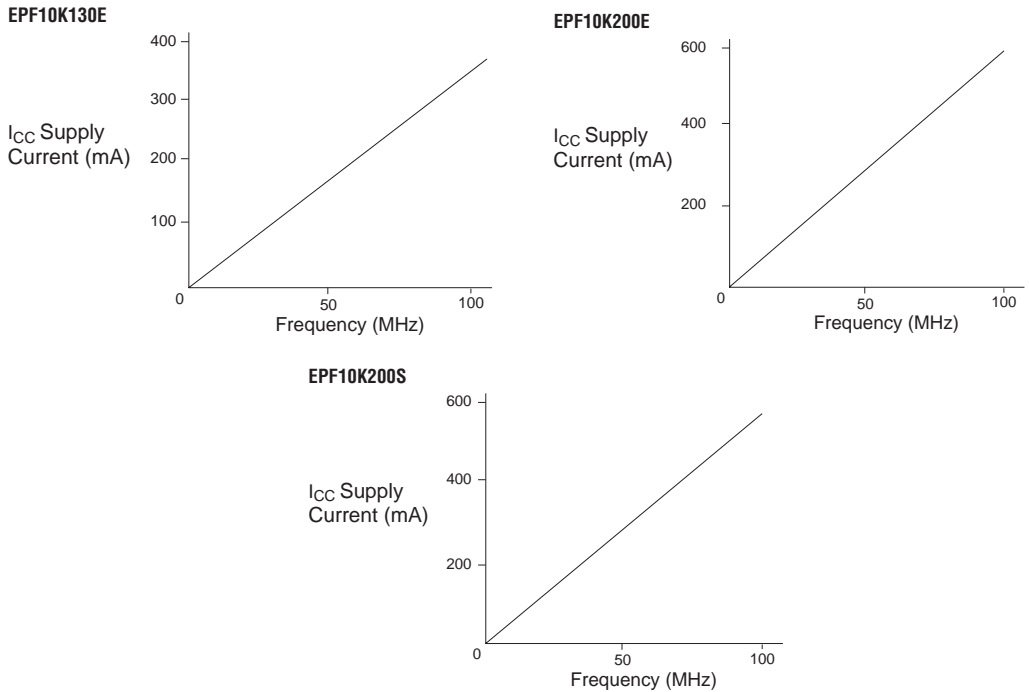 EPF10K130E
400
300
200
100
0
50
100
ICC Supply
Current (mA)
Frequency (MHz)
EPF10K200E
600
400
200
0
50
100
ICC Supply
Current (mA)
Frequency (MHz)
EPF10K200S
600
400
200
0
50
100
ICC Supply
Current (mA)
Frequency (MHz)